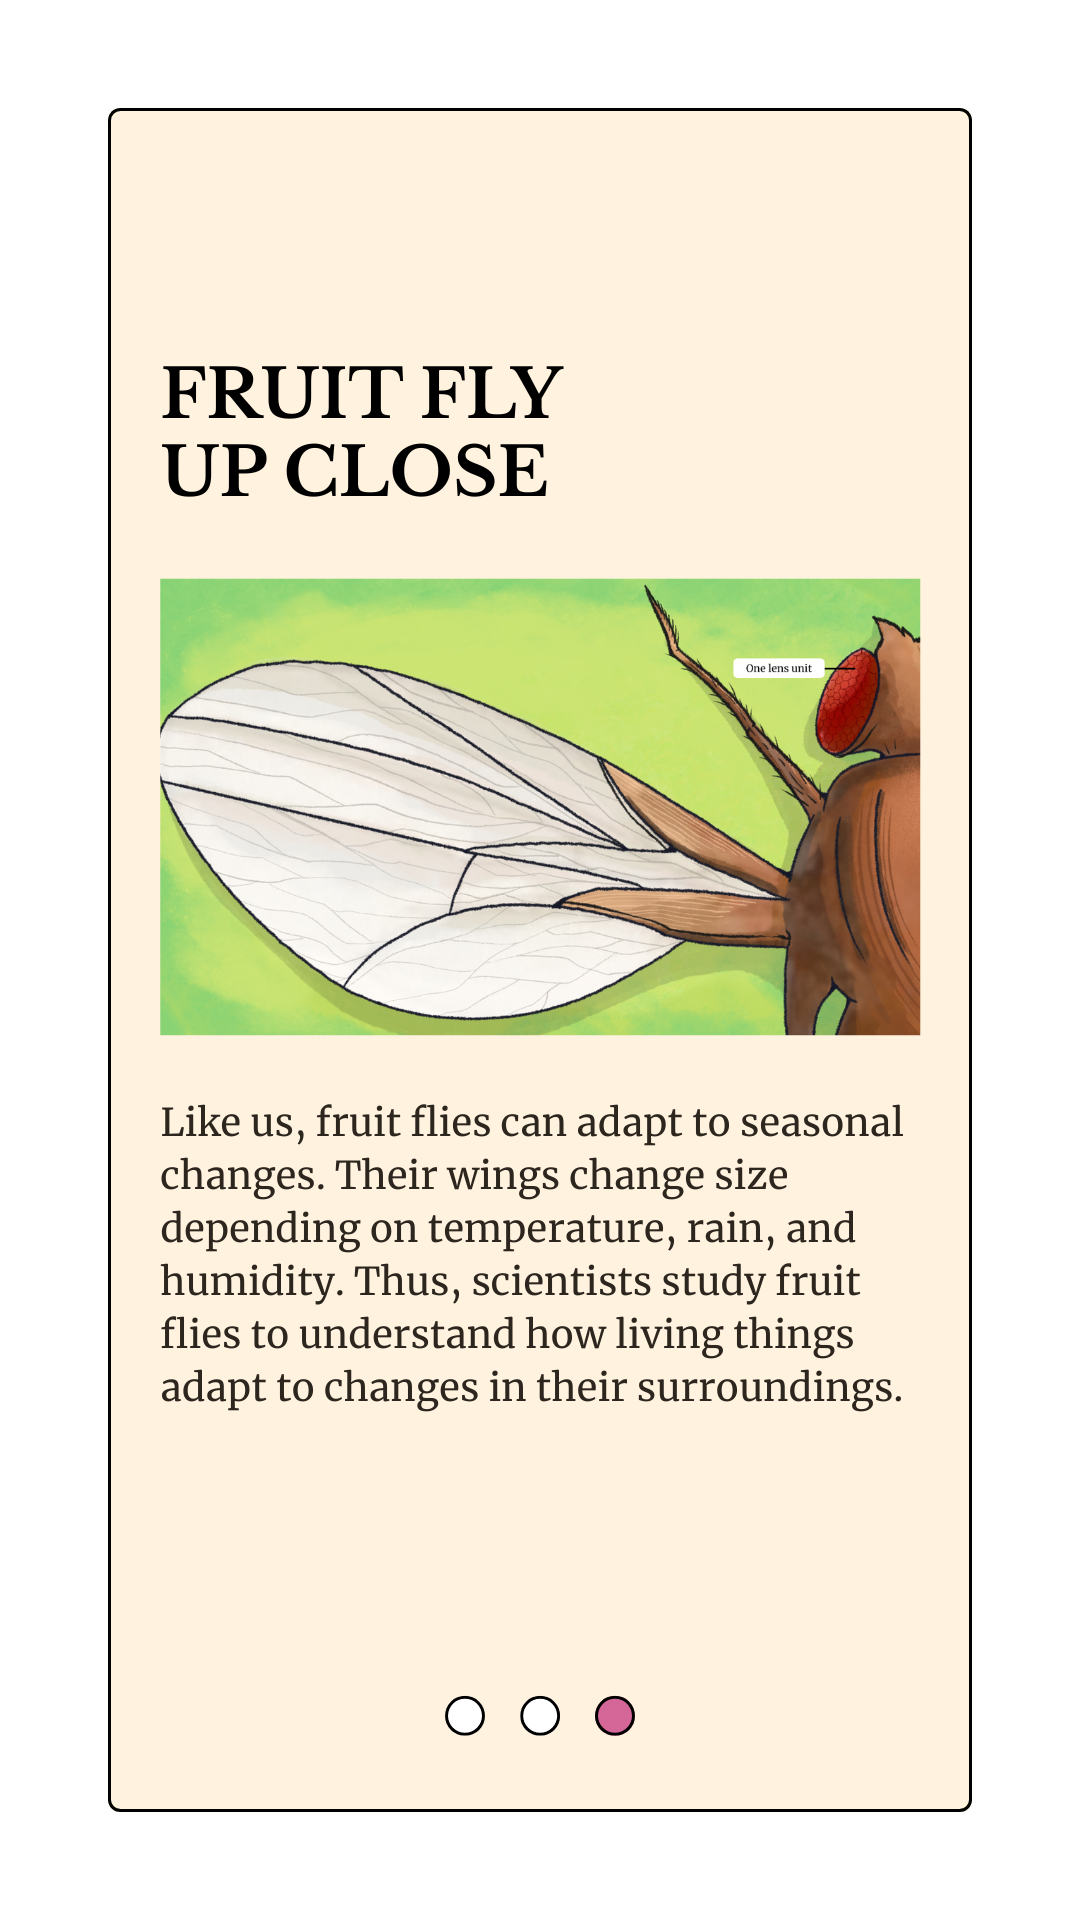 FRUIT FLY
UP CLOSE
One lens unit
Like us, fruit flies can adapt to seasonal
changes. Their wings change size
depending on temperature, rain, and
humidity. Thus, scientists study fruit
flies to understand how living things
adapt to changes in their surroundings.